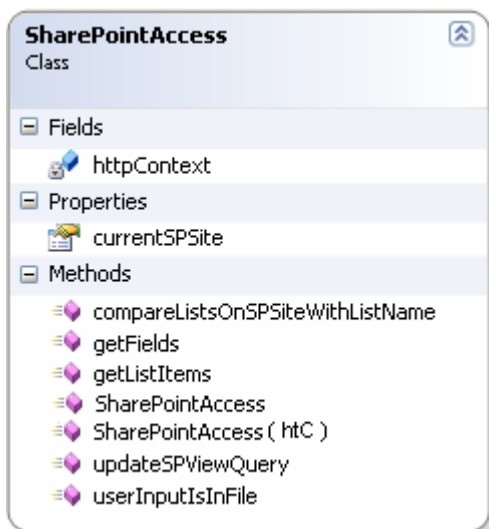 SharePointAccess
Class
Fields
httpContext
Properties
currentSPSite
Methods
compareListsOnSPSiteWithListName
getFields
getListItems
SharePointAccess
SharePointAccess ( htC )
updateSPViewQuery
userInputIsInFile